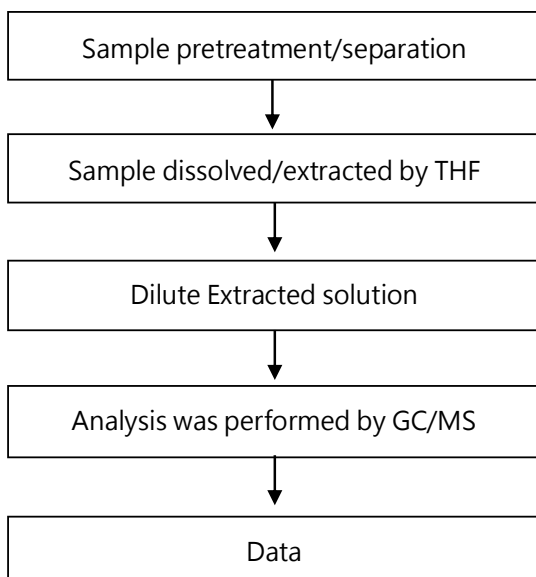 Sample pretreatment/separation
Sample dissolved/extracted by THF
Dilute Extracted solution
Analysis was performed by GC/MS
Data